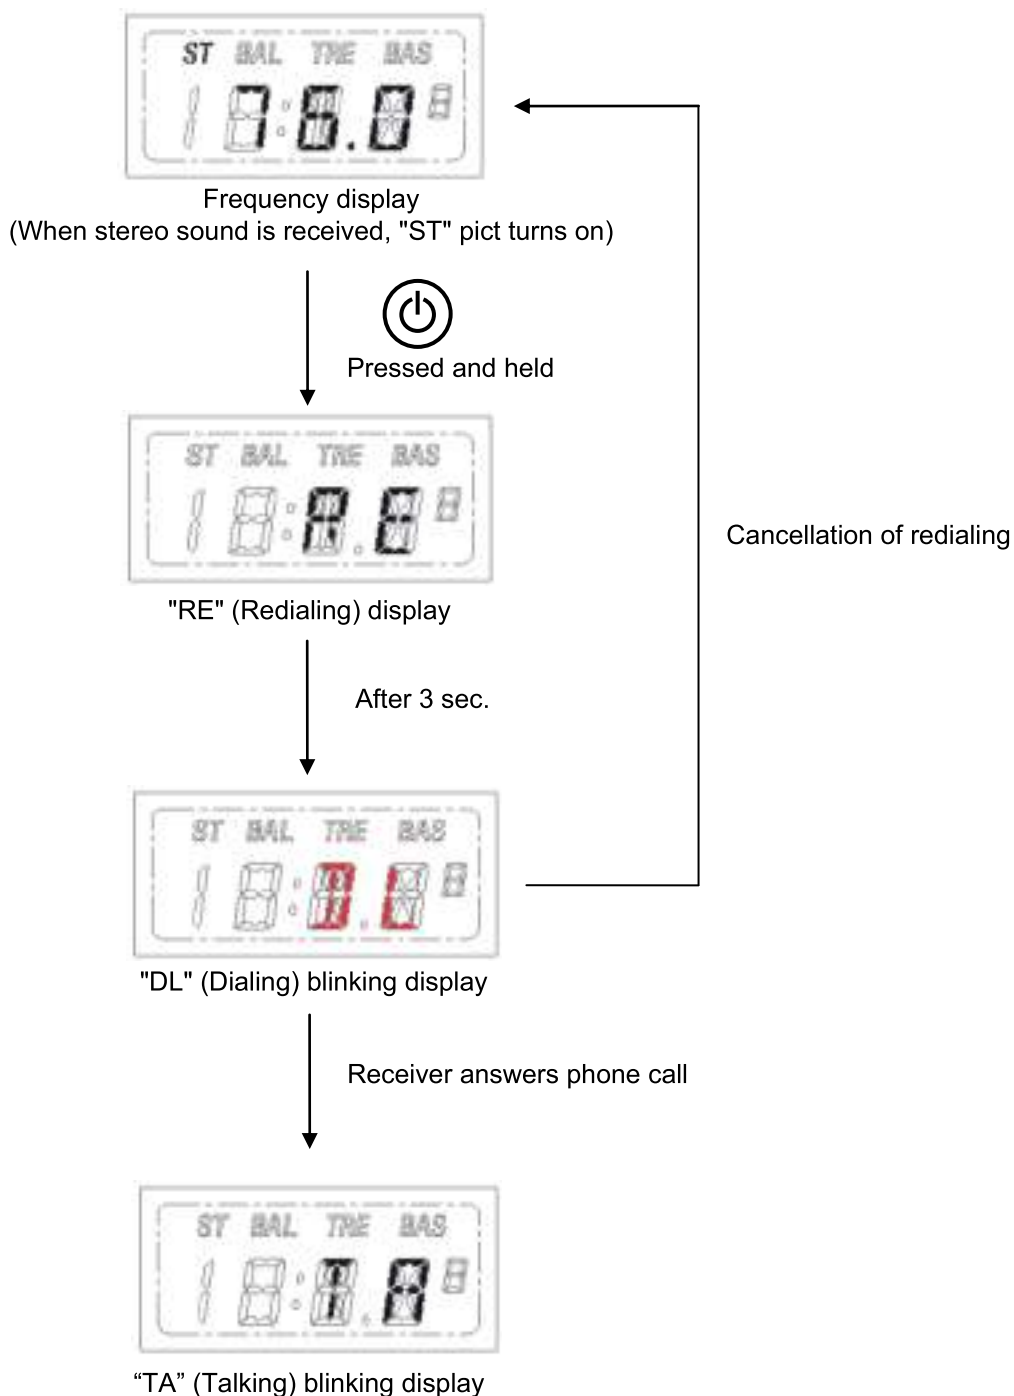 ST BAL TRE BAS
76.0
Frequency display
(When stereo sound is received, "ST" pict turns on)
Pressed and held
ST BAL TRE BAS
R.E
Cancellation of redialing
"RE" (Redialing) display
After 3 sec.
ST BAL TRE BAS
D.L
"DL" (Dialing) blinking display
Receiver answers phone call
ST BAL TRE BAS
T.A
“TA” (Talking) blinking display